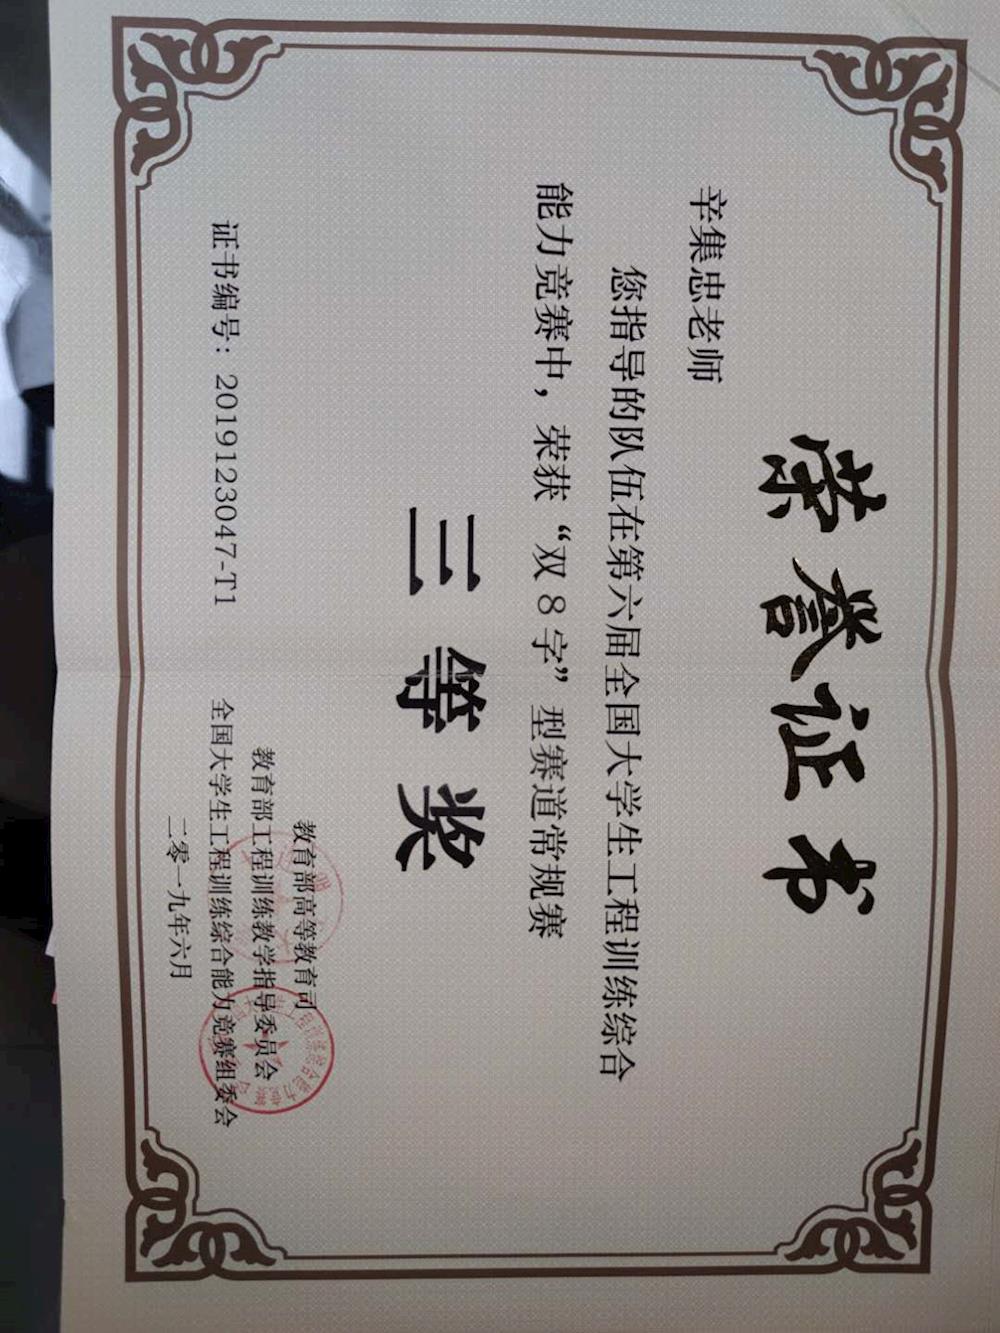 荣誉证书
辛集忠老师
您指导的队伍在第六届全国大学生工程训练综合
能力竞赛中，荣获“双8字”型赛道常规赛
三等奖
证书编号：2019123047-T1
教育部高等教育司
教育部工程训练教学指导委员会
全国大学生工程训练综合能力竞赛组委会
二零一九年六月